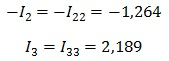 −I₂ = −I₂₂ = −1,264
I₃ = I₃₃ = 2,189